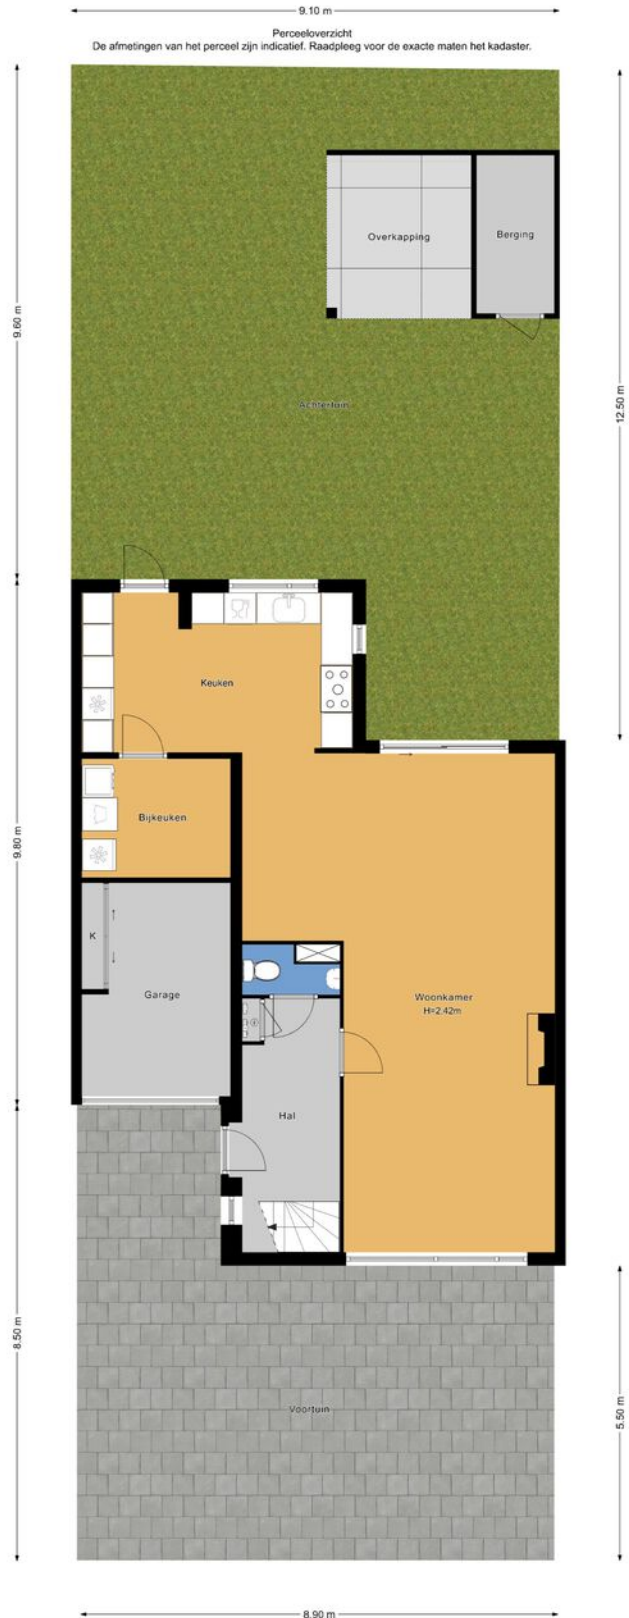 9.10 m
Perceeloverzicht
De afmetingen van het perceel zijn indicatief. Raadpleeg voor de exacte maten het kadaster.
Overkapping
Berging
9.60 m
12.50 m
Achtertuin
Keuken
Bijkeuken
9.80 m
K
Garage
Woonkamer
H=2.42m
Hal
8.50 m
Voortuin
5.50 m
8.90 m